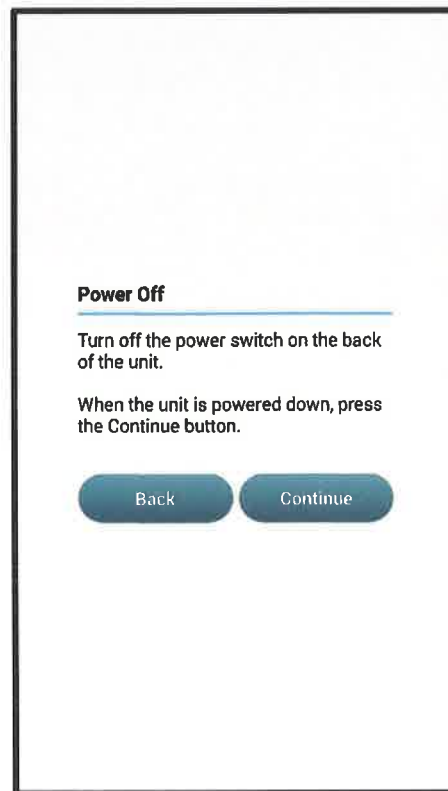 Power Off
Turn off the power switch on the back
of the unit.
When the unit is powered down, press
the Continue button.
Back Continue